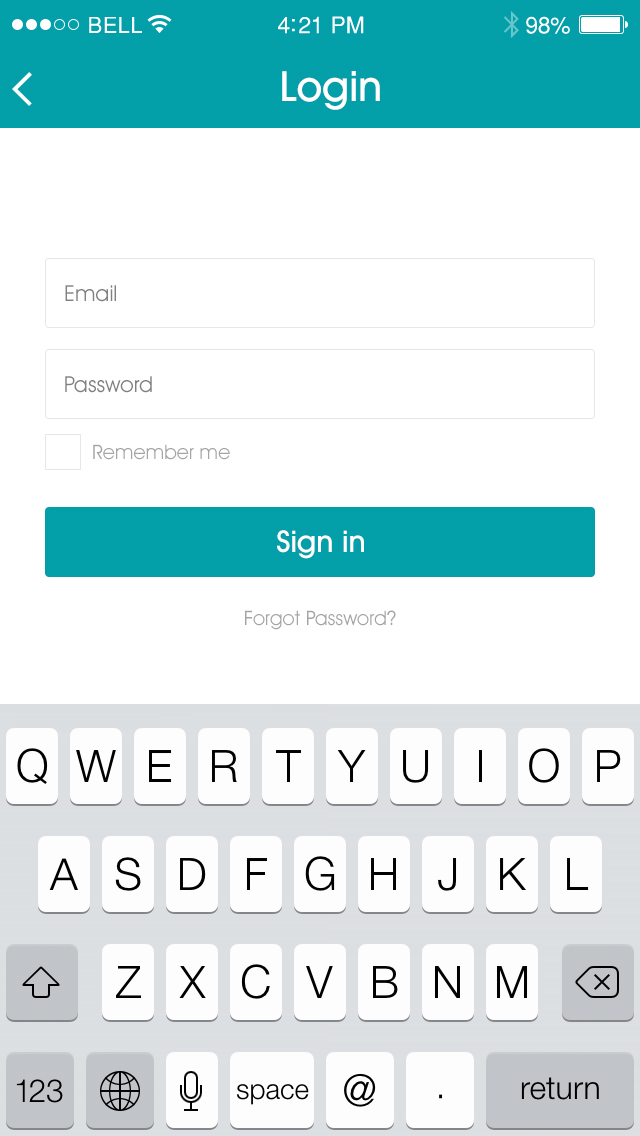 BELL 4:21 PM 98%
Login
Email
Password
Remember me
Sign in
Forgot Password?
Q W E R T Y U I O P
A S D F G H J K L
Z X C V B N M
123 space @ . return